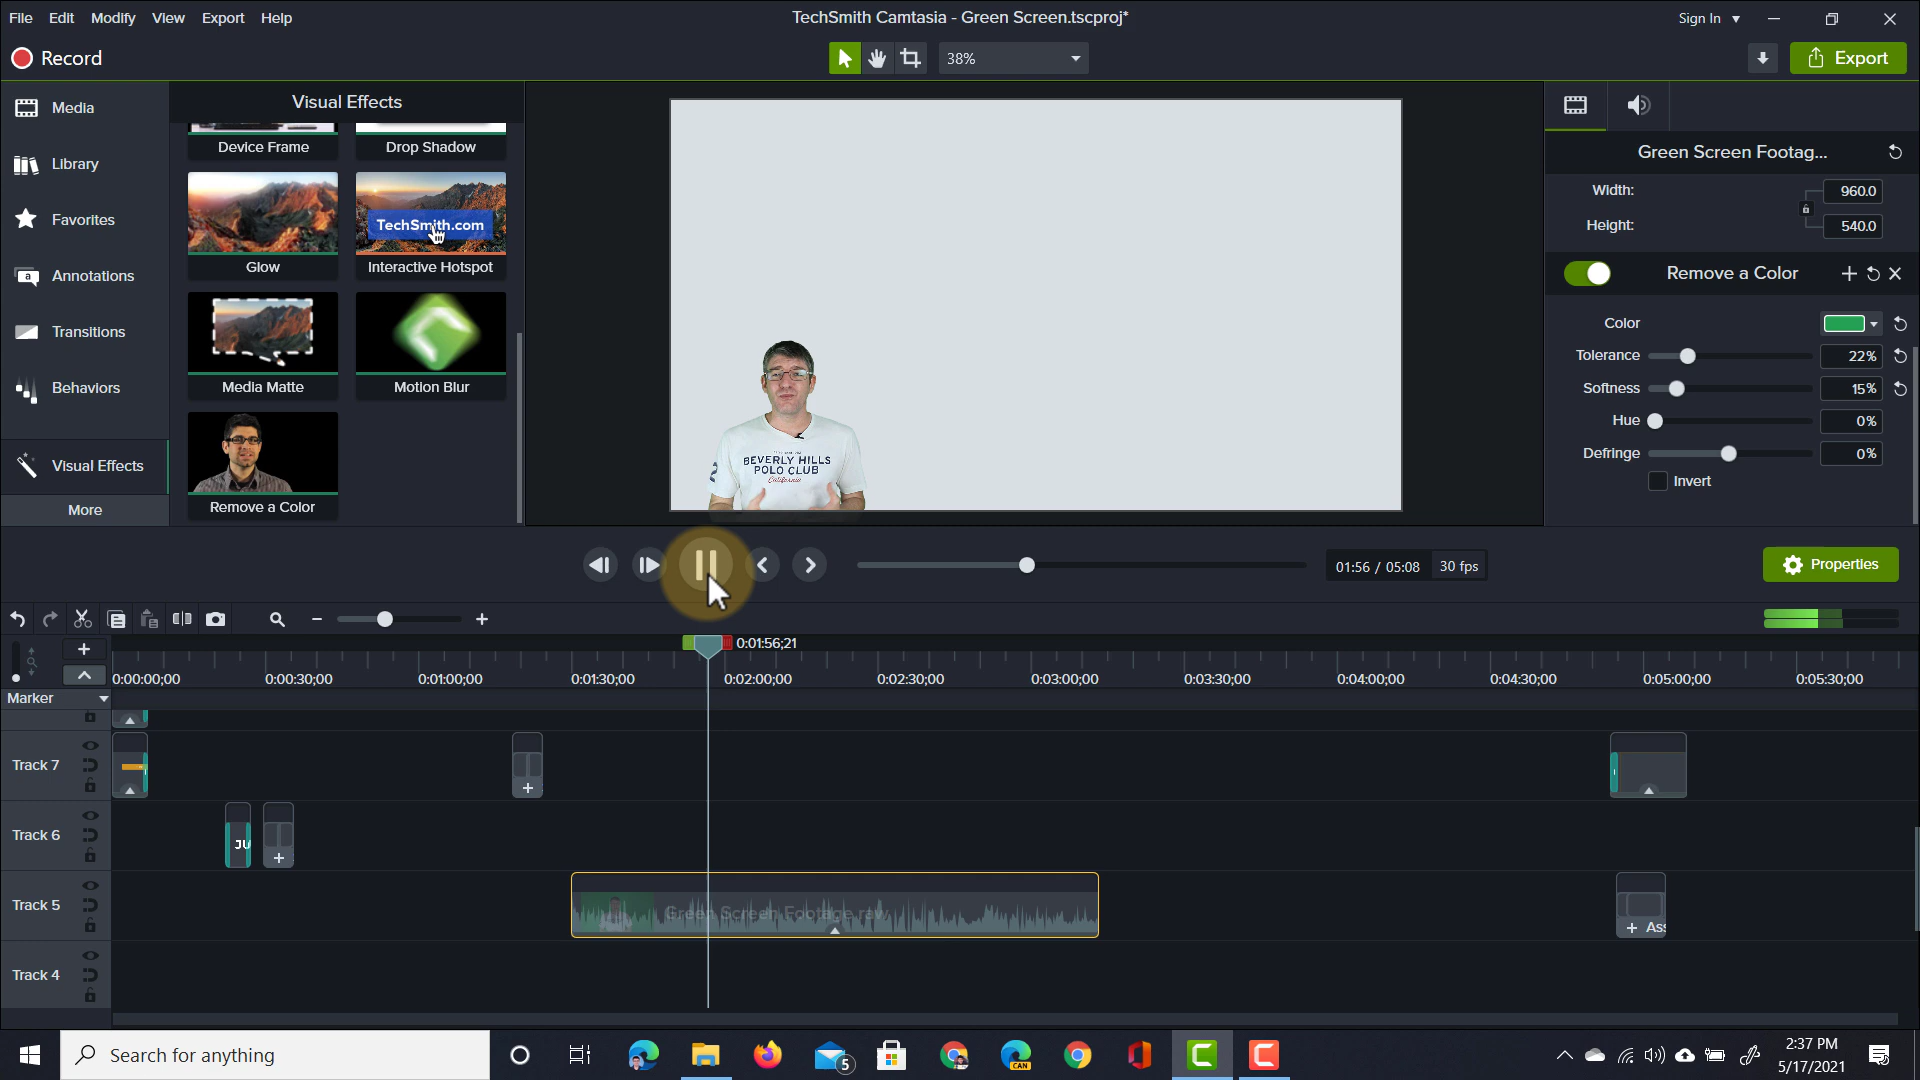 File Edit Modify View Export Help
TechSmith Camtasia - Green Screen.tscproj*
Sign In
Record
38%
Export
Media
Library
Favorites
Annotations
Transitions
Behaviors
Visual Effects
More
Visual Effects
Device Frame
Drop Shadow
Glow
TechSmith.com
Interactive Hotspot
Media Matte
Motion Blur
Remove a Color
BEVERLY HILLS
POLO CLUB
California
2
Green Screen Footag...
Width: 960.0
Height: 540.0
Remove a Color
Color
Tolerance 22%
Softness 15%
Hue 0%
Defringe 0%
Invert
01:56 / 05:08 30 fps
Properties
0:01:56;21
0:00:00;00 0:00:30;00 0:01:00;00 0:01:30;00 0:02:00;00 0:02:30;00 0:03:00;00 0:03:30;00 0:04:00;00 0:04:30;00 0:05:00;00 0:05:30;00
Marker
Track 7
Track 6
JU
Track 5
Green Screen Footage.raw
+ Ass
Track 4
Search for anything
5
CAN
2:37 PM
5/17/2021